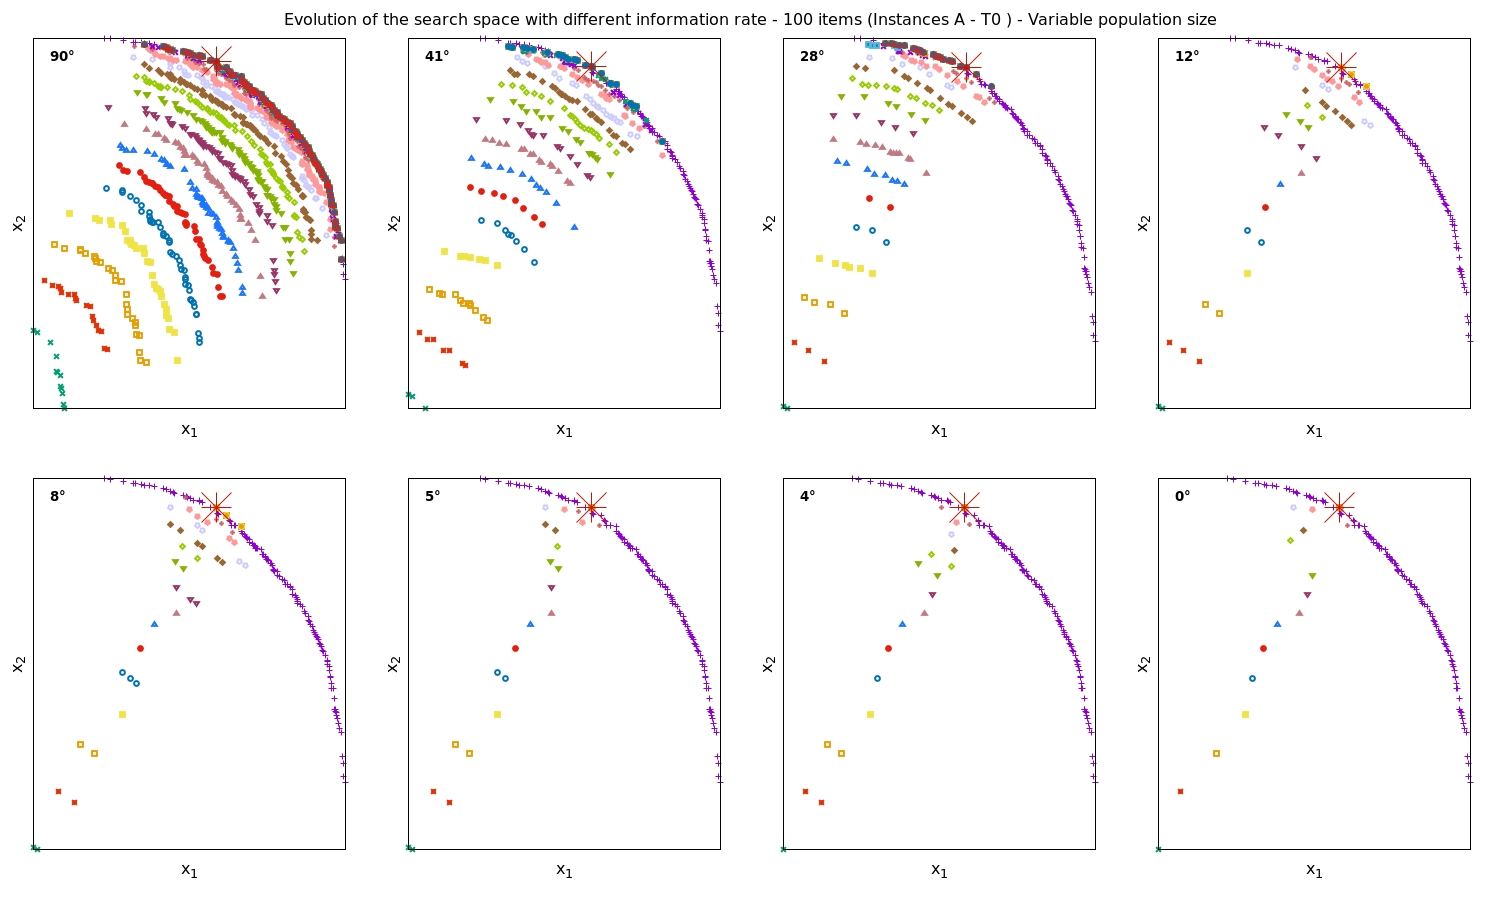 Evolution of the search space with different information rate - 100 items (Instances A - T0 ) - Variable population size
90° 41° 28° 12°
x2 x2 x2 x2
x1 x1 x1 x1
8° 5° 4° 0°
x2 x2 x2 x2
x1 x1 x1 x1